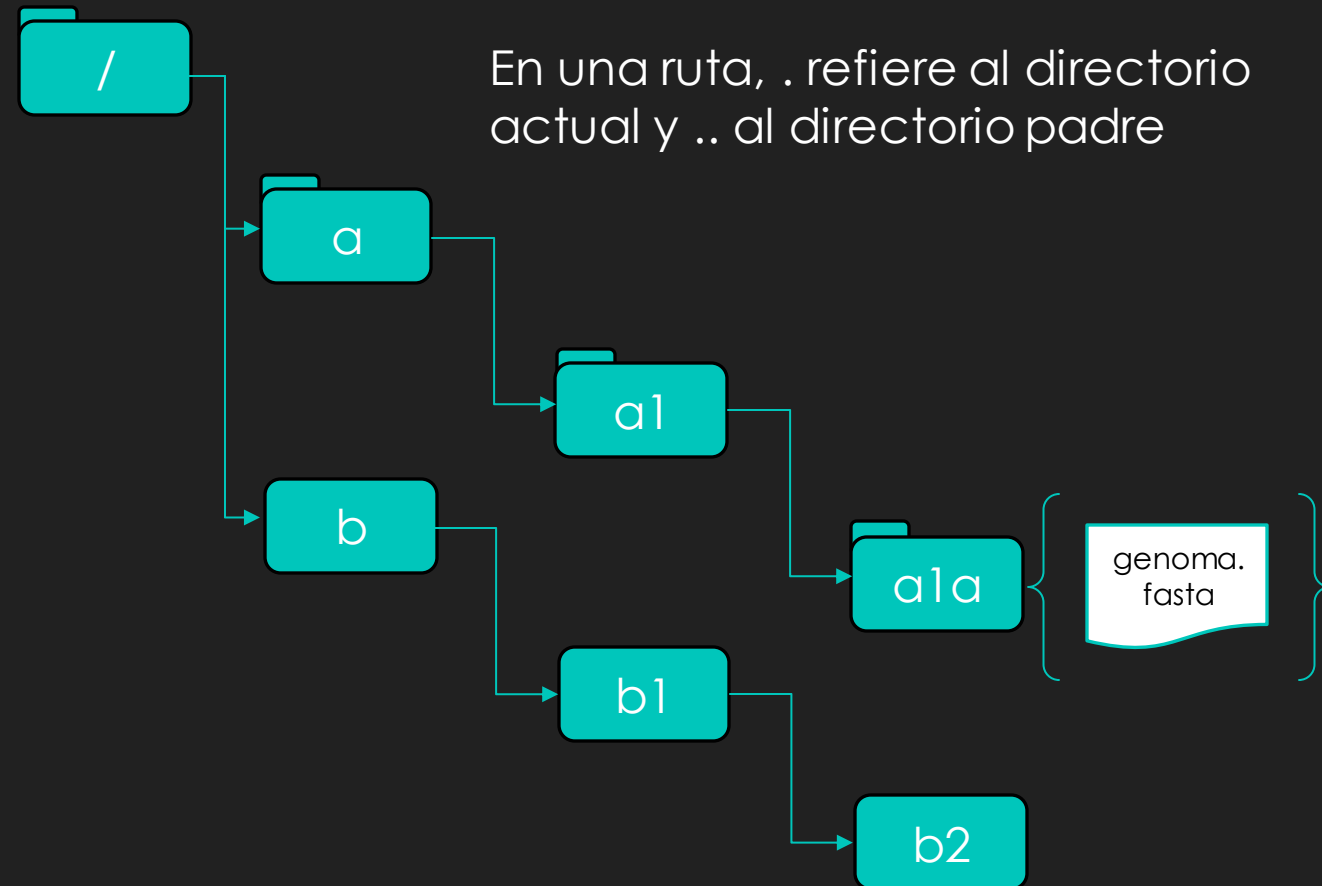 /
En una ruta, . refiere al directorio
actual y .. al directorio padre
a
a1
b
a1a
genoma.
fasta
b1
b2